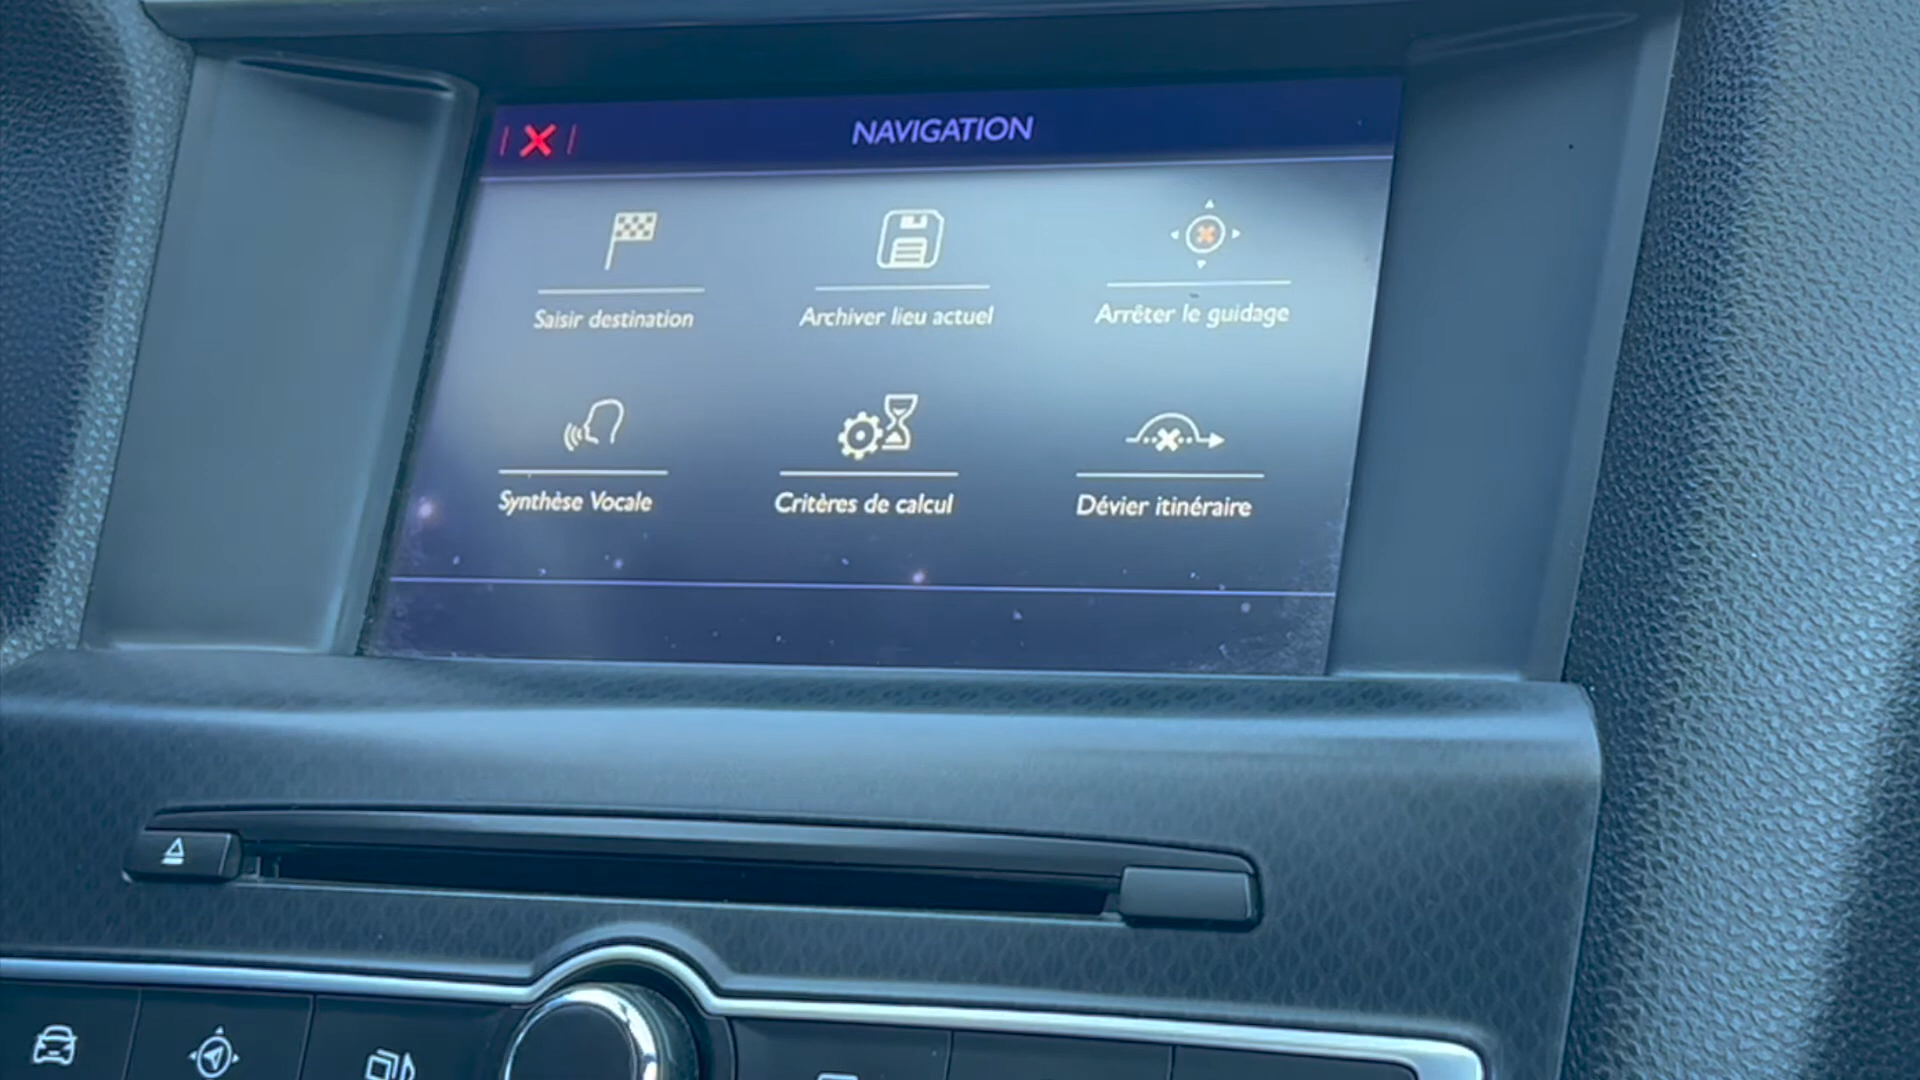 NAVIGATION
Saisir destination
Archiver lieu actuel
Arrêter le guidage
Synthèse Vocale
Critères de calcul
Dévier itinéraire